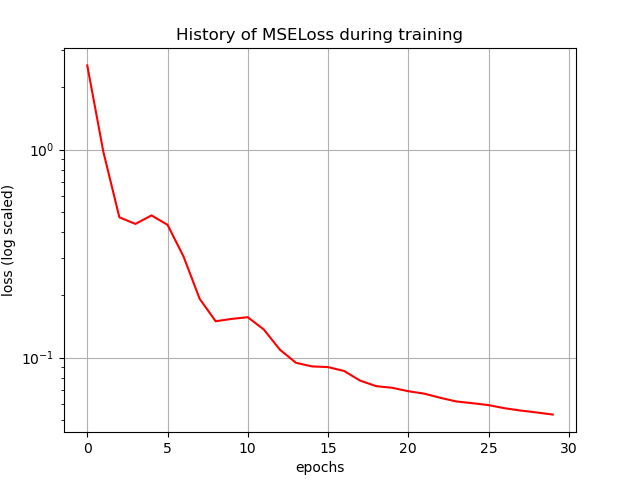 History of MSELoss during training
10⁰
10⁻¹
loss (log scaled)
0 5 10 15 20 25 30
epochs